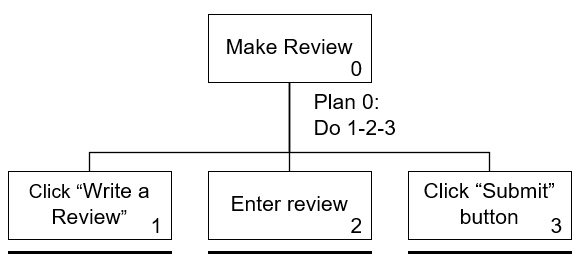 Make Review
0
Plan 0:
Do 1-2-3
Click “Write a
Review”
1
Enter review
2
Click “Submit”
button
3